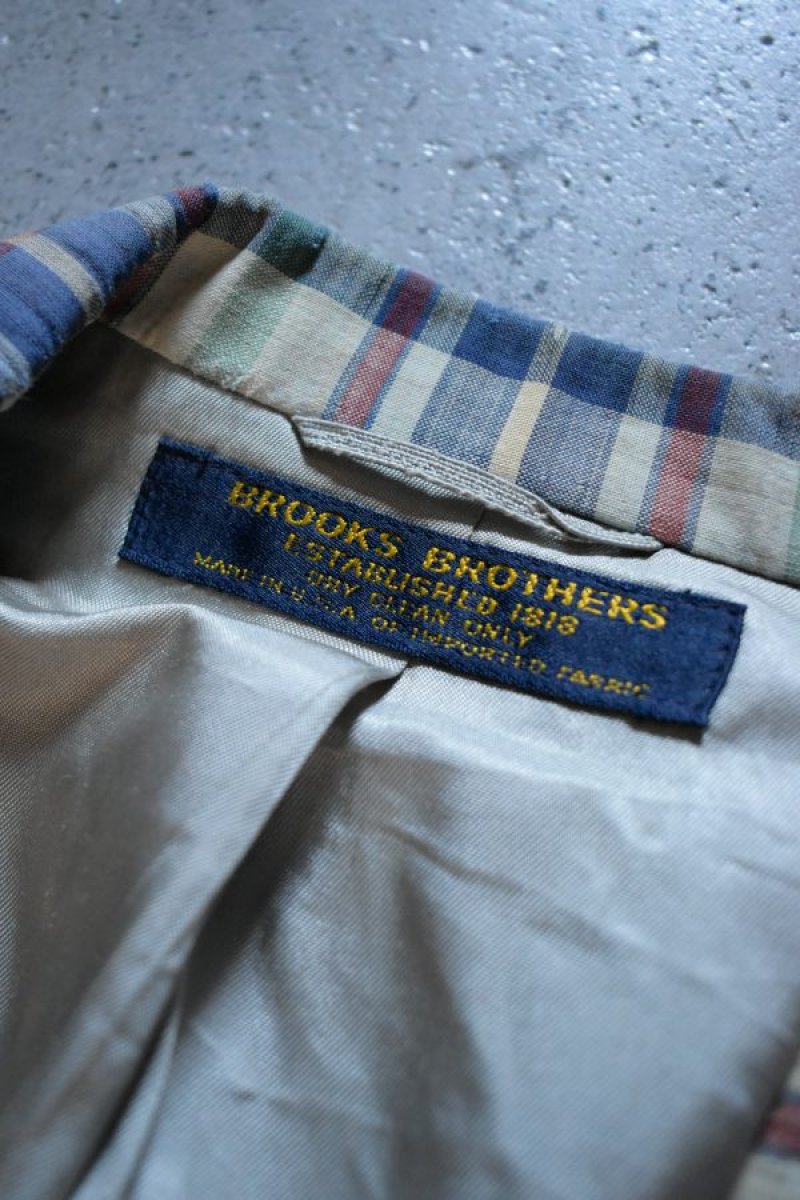 BROOKS BROTHERS
ESTABLISHED 1818
DRY CLEAN ONLY
MADE IN U.S.A OF IMPORTED FABRIC